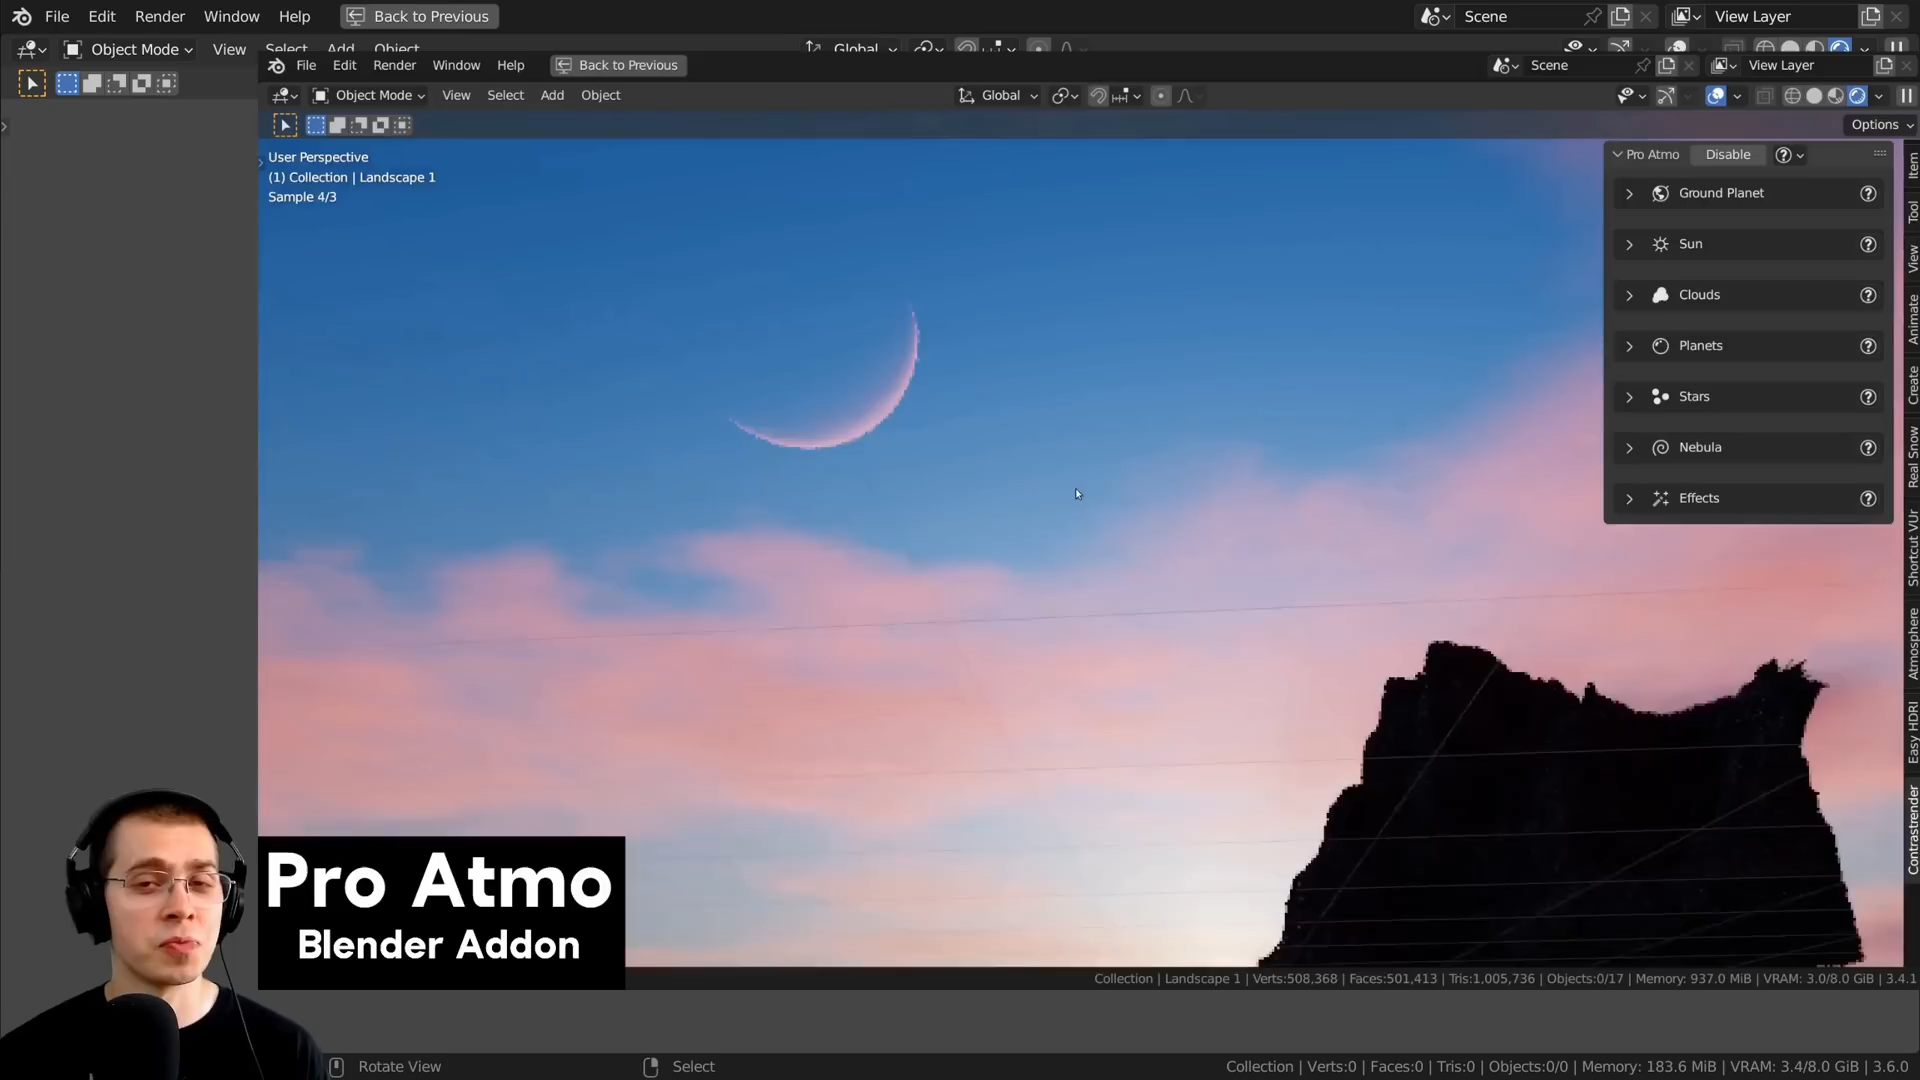 File Edit Render Window Help Back to Previous Scene View Layer
Object Mode View Select Add Object Global
File Edit Render Window Help Back to Previous Scene View Layer
Object Mode View Select Add Object Global
Options
User Perspective
(1) Collection | Landscape 1
Sample 4/3
Pro Atmo Disable
Ground Planet
Sun
Clouds
Planets
Stars
Nebula
Effects
Item
Tool
View
Animate
Create
Real Snow
Shortcut VUr
Atmosphere
Easy HDRI
Contrastrender
Pro Atmo
Blender Addon
Collection | Landscape 1 | Verts:508,368 | Faces:501,413 | Tris:1,005,736 | Objects:0/17 | Memory: 937.0 MiB | VRAM: 3.0/8.0 GiB | 3.4.1
Rotate View Select Collection | Verts:0 | Faces:0 | Tris:0 | Objects:0/0 | Memory: 183.6 MiB | VRAM: 3.4/8.0 GiB | 3.6.0